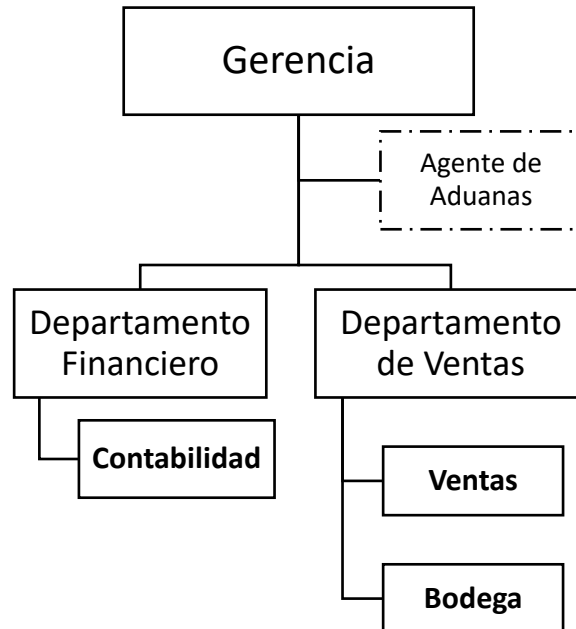 Gerencia
Agente de
Aduanas
Departamento
Financiero
Departamento
de Ventas
Contabilidad
Ventas
Bodega